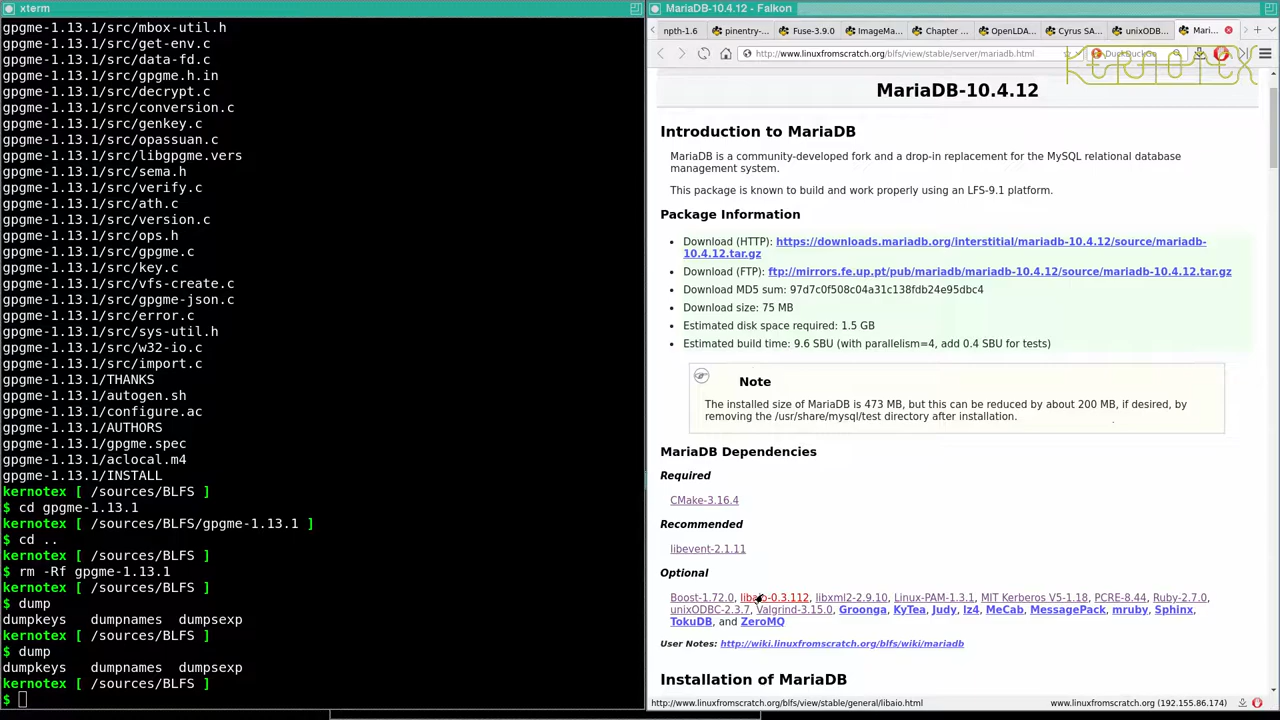 xterm
gpgme-1.13.1/src/mbox-util.h
gpgme-1.13.1/src/get-env.c
gpgme-1.13.1/src/data-fd.c
gpgme-1.13.1/src/gpgme.h.in
gpgme-1.13.1/src/decrypt.c
gpgme-1.13.1/src/conversion.c
gpgme-1.13.1/src/genkey.c
gpgme-1.13.1/src/opassuan.c
gpgme-1.13.1/src/libgpgme.vers
gpgme-1.13.1/src/sema.h
gpgme-1.13.1/src/verify.c
gpgme-1.13.1/src/ath.c
gpgme-1.13.1/src/version.c
gpgme-1.13.1/src/ops.h
gpgme-1.13.1/src/gpgme.c
gpgme-1.13.1/src/key.c
gpgme-1.13.1/src/vfs-create.c
gpgme-1.13.1/src/gpgme-json.c
gpgme-1.13.1/src/error.c
gpgme-1.13.1/src/sys-util.h
gpgme-1.13.1/src/w32-io.c
gpgme-1.13.1/src/import.c
gpgme-1.13.1/THANKS
gpgme-1.13.1/autogen.sh
gpgme-1.13.1/configure.ac
gpgme-1.13.1/AUTHORS
gpgme-1.13.1/gpgme.spec
gpgme-1.13.1/aclocal.m4
gpgme-1.13.1/INSTALL
kernotex [ /sources/BLFS ]
$ cd gpgme-1.13.1
kernotex [ /sources/BLFS/gpgme-1.13.1 ]
$ cd ..
kernotex [ /sources/BLFS ]
$ rm -Rf gpgme-1.13.1
kernotex [ /sources/BLFS ]
$ dump
dumpkeys dumpnames dumpsexp
kernotex [ /sources/BLFS ]
$ dump
dumpkeys dumpnames dumpsexp
kernotex [ /sources/BLFS ]
$
MariaDB-10.4.12 - Falkon
npth-1.6 pinentry-... Fuse-3.9.0 ImageMa... Chapter ... OpenLDA... Cyrus SA... unixODB... Mari...
http://www.linuxfromscratch.org/blfs/view/stable/server/mariadb.html DuckDuckGo
KERNOTEX
MariaDB-10.4.12
Introduction to MariaDB
MariaDB is a community-developed fork and a drop-in replacement for the MySQL relational database
management system.
This package is known to build and work properly using an LFS-9.1 platform.
Package Information
• Download (HTTP): https://downloads.mariadb.org/interstitial/mariadb-10.4.12/source/mariadb-
10.4.12.tar.gz
• Download (FTP): ftp://mirrors.fe.up.pt/pub/mariadb/mariadb-10.4.12/source/mariadb-10.4.12.tar.gz
• Download MD5 sum: 97d7c0f508c04a31c138fdb24e95dbc4
• Download size: 75 MB
• Estimated disk space required: 1.5 GB
• Estimated build time: 9.6 SBU (with parallelism=4, add 0.4 SBU for tests)
Note
The installed size of MariaDB is 473 MB, but this can be reduced by about 200 MB, if desired, by
removing the /usr/share/mysql/test directory after installation.
MariaDB Dependencies
Required
CMake-3.16.4
Recommended
libevent-2.1.11
Optional
Boost-1.72.0, libaio-0.3.112, libxml2-2.9.10, Linux-PAM-1.3.1, MIT Kerberos V5-1.18, PCRE-8.44, Ruby-2.7.0,
unixODBC-2.3.7, Valgrind-3.15.0, Groonga, KyTea, Judy, lz4, MeCab, MessagePack, mruby, Sphinx,
TokuDB, and ZeroMQ
User Notes: http://wiki.linuxfromscratch.org/blfs/wiki/mariadb
Installation of MariaDB
http://www.linuxfromscratch.org/blfs/view/stable/general/libaio.html www.linuxfromscratch.org (192.155.86.174)